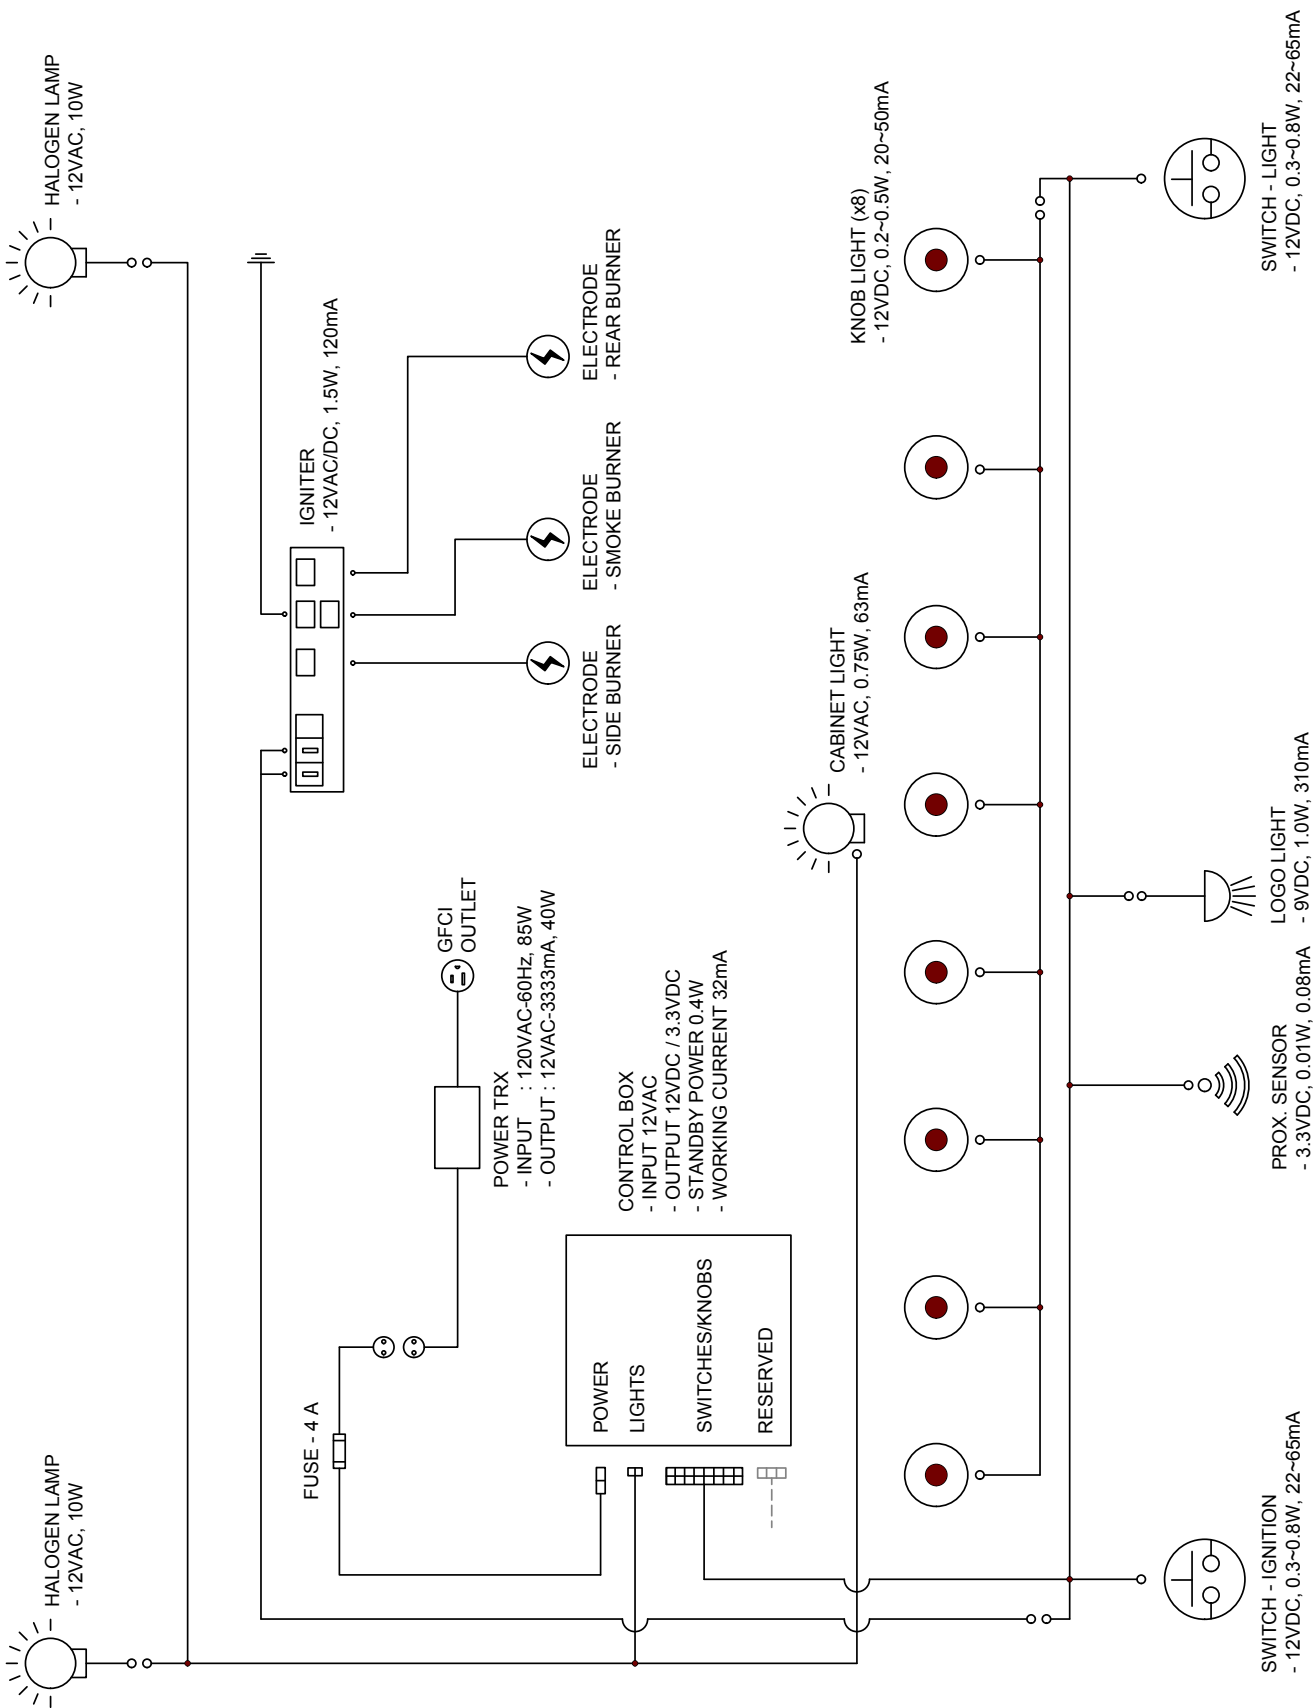 HALOGEN LAMP
- 12VAC, 10W
HALOGEN LAMP
- 12VAC, 10W
FUSE - 4 A
IGNITER
- 12VAC/DC, 1.5W, 120mA
GFCI
OUTLET
POWER TRX
- INPUT : 120VAC-60Hz, 85W
- OUTPUT : 12VAC-3333mA, 40W
ELECTRODE
- SIDE BURNER
ELECTRODE
- SMOKE BURNER
ELECTRODE
- REAR BURNER
CONTROL BOX
- INPUT 12VAC
- OUTPUT 12VDC / 3.3VDC
- STANDBY POWER 0.4W
- WORKING CURRENT 32mA
POWER
LIGHTS
SWITCHES/KNOBS
RESERVED
CABINET LIGHT
- 12VAC, 0.75W, 63mA
KNOB LIGHT (x8)
- 12VDC, 0.2~0.5W, 20~50mA
SWITCH - IGNITION
- 12VDC, 0.3~0.8W, 22~65mA
PROX. SENSOR
- 3.3VDC, 0.01W, 0.08mA
LOGO LIGHT
- 9VDC, 1.0W, 310mA
SWITCH - LIGHT
- 12VDC, 0.3~0.8W, 22~65mA